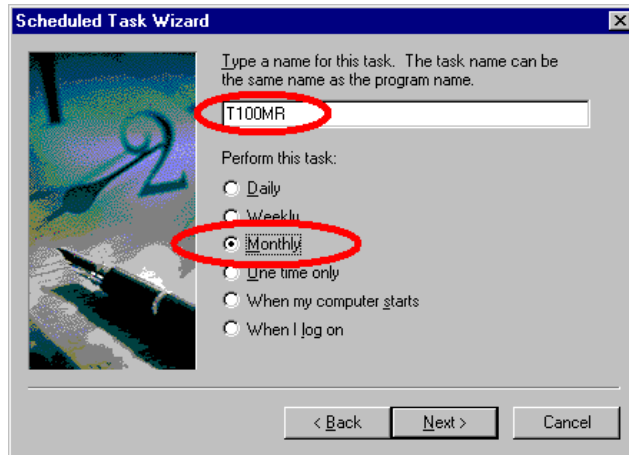 Scheduled Task Wizard
Type a name for this task. The task name can be
the same name as the program name.
T100MR
Perform this task:
Daily
Weekly
Monthly
One time only
When my computer starts
When I log on
< Back
Next >
Cancel